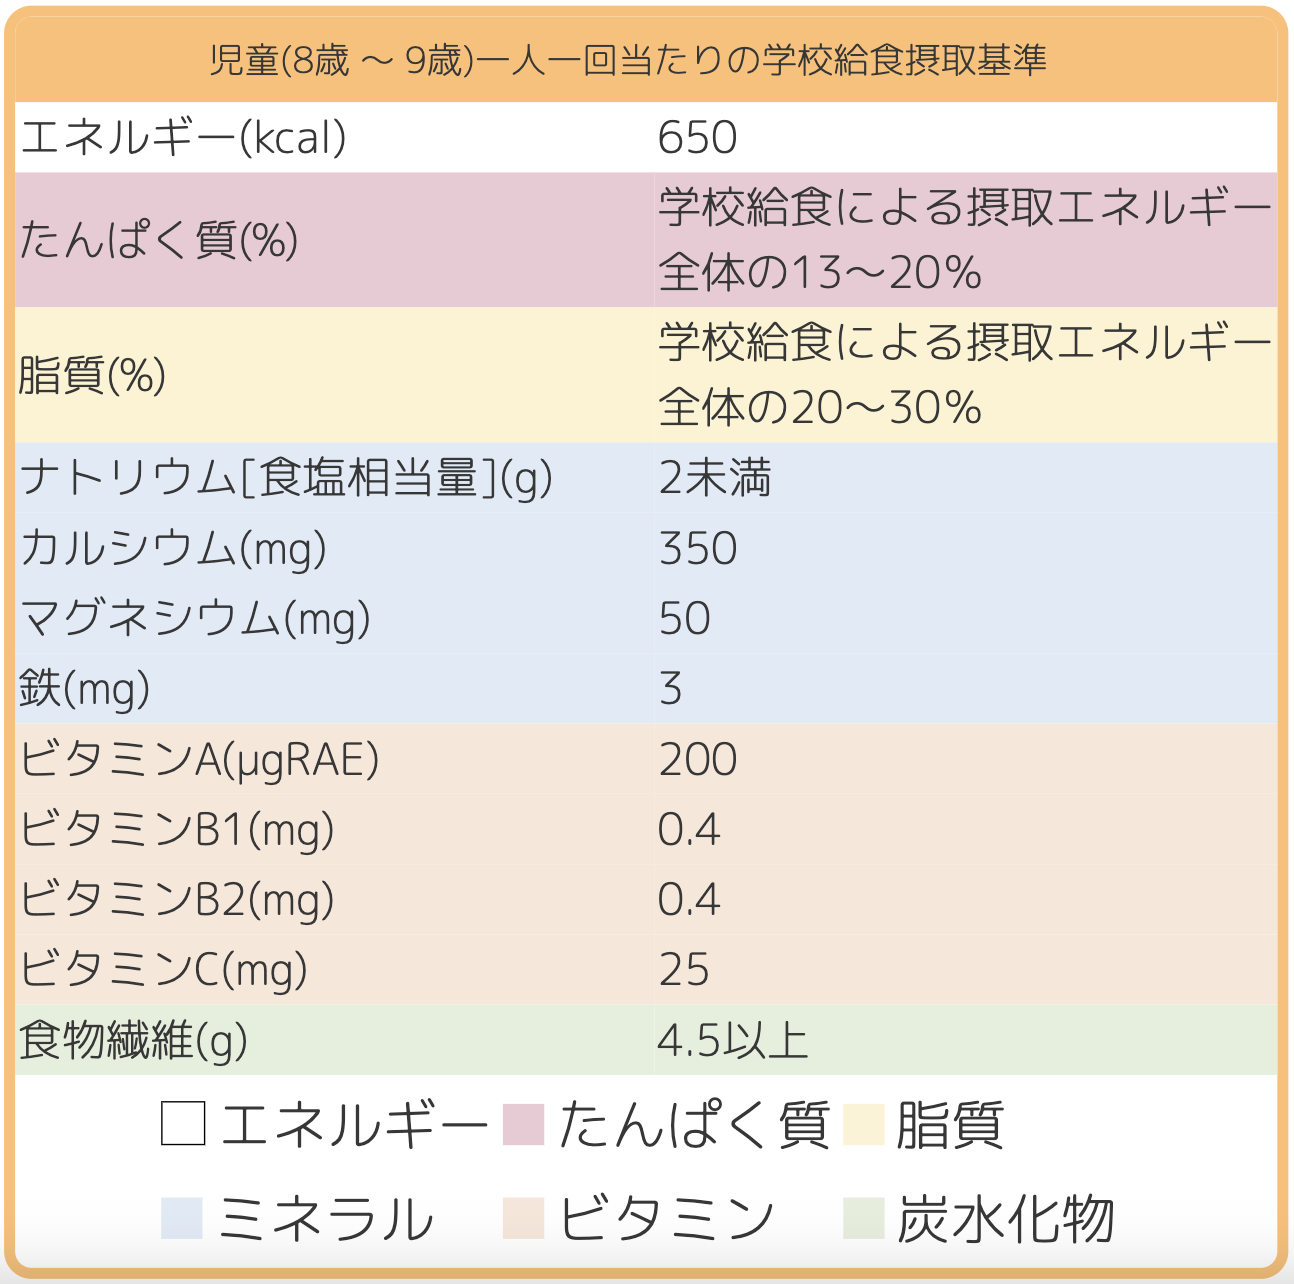 児童(8歳 〜 9歳)一人一回当たりの学校給食摂取基準
エネルギー(kcal) 650
たんぱく質(%) 学校給食による摂取エネルギー
全体の13〜20%
脂質(%) 学校給食による摂取エネルギー
全体の20〜30%
ナトリウム[食塩相当量](g) 2未満
カルシウム(mg) 350
マグネシウム(mg) 50
鉄(mg) 3
ビタミンA(μgRAE) 200
ビタミンB1(mg) 0.4
ビタミンB2(mg) 0.4
ビタミンC(mg) 25
食物繊維(g) 4.5以上
エネルギー たんぱく質 脂質
ミネラル ビタミン 炭水化物